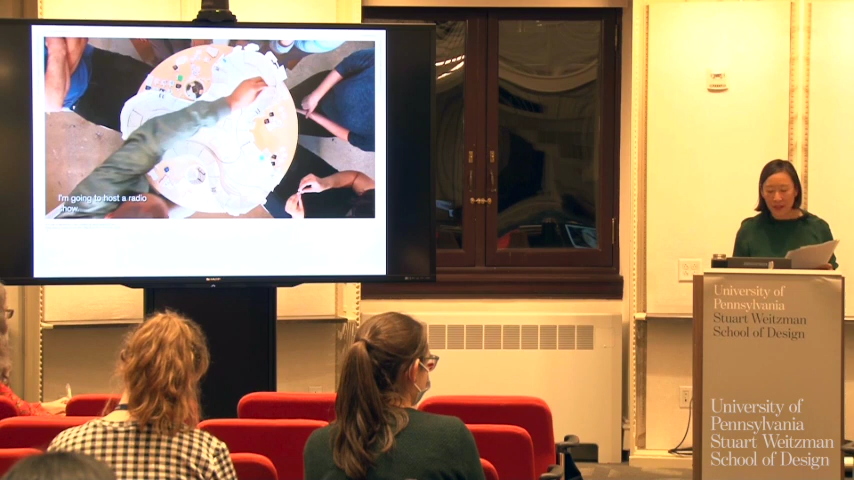 I'm going to host a radio
show.
University of
Pennsylvania
Stuart Weitzman
School of Design
University of
Pennsylvania
Stuart Weitzman
School of Design